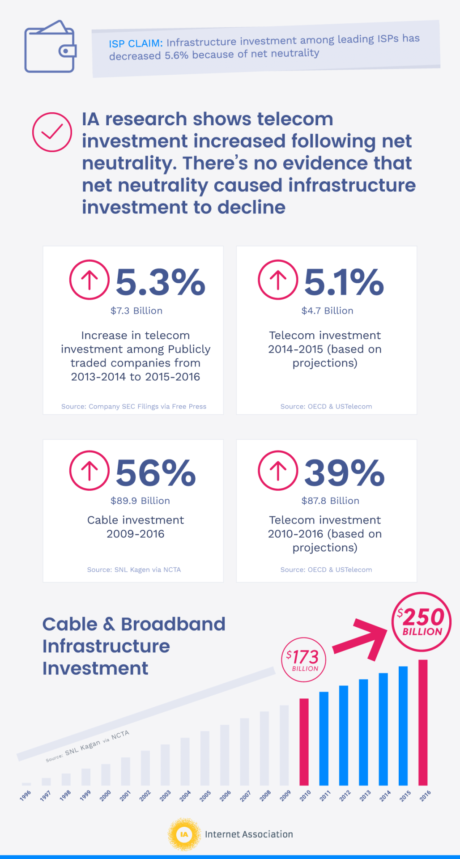 ISP CLAIM: Infrastructure investment among leading ISPs has
decreased 5.6% because of net neutrality
IA research shows telecom
investment increased following net
neutrality. There's no evidence that
net neutrality caused infrastructure
investment to decline
5.3%
$7.3 Billion
Increase in telecom
investment among Publicly
traded companies from
2013-2014 to 2015-2016
Source: Company SEC Filings via Free Press
5.1%
$4.7 Billion
Telecom investment
2014-2015 (based on
projections)
Source: OECD & USTelecom
56%
$89.9 Billion
Cable investment
2009-2016
Source: SNL Kagen via NCTA
39%
$87.8 Billion
Telecom investment
2010-2016 (based on
projections)
Source: OECD & USTelecom
Cable & Broadband
Infrastructure
Investment
$173
BILLION
$250
BILLION
Source: SNL Kagan via NCTA
1996 1997 1998 1999 2000 2001 2002 2003 2004 2005 2006 2007 2008 2009 2010 2011 2012 2013 2014 2015 2016
IA
Internet Association